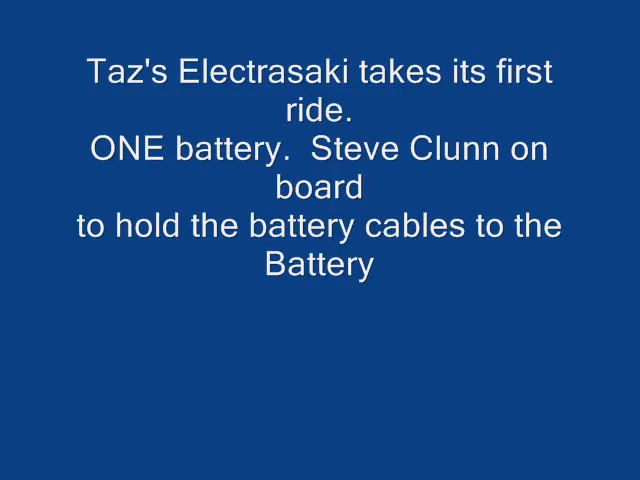 Taz's Electrasaki takes its first
ride.
ONE battery.  Steve Clunn on
board
to hold the battery cables to the
Battery